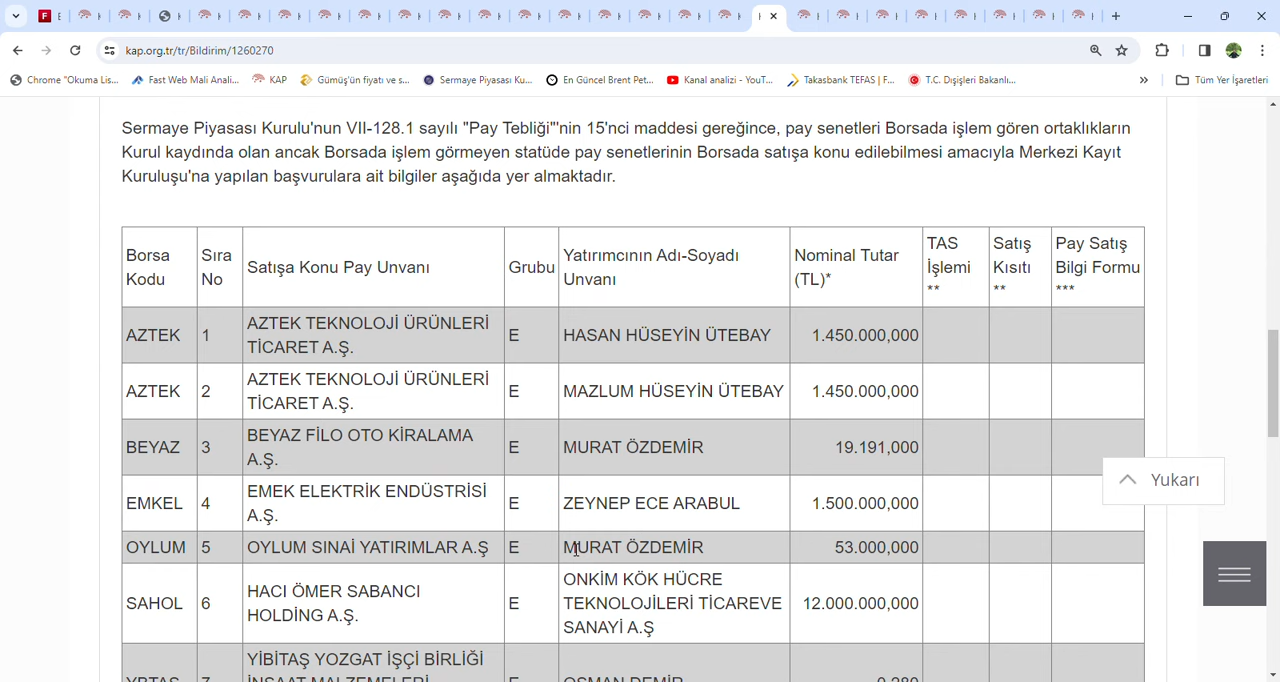 kap.org.tr/tr/Bildirim/1260270
Chrome "Okuma Lis...
Fast Web Mali Anali...
KAP
Gümüş'ün fiyatı ve s...
Sermaye Piyasası Ku...
En Güncel Brent Pet...
Kanal analizi - YouT...
Takasbank TEFAS | F...
T.C. Dışişleri Bakanlı...
»
Tüm Yer İşaretleri
Sermaye Piyasası Kurulu'nun VII-128.1 sayılı "Pay Tebliği"'nin 15'nci maddesi gereğince, pay senetleri Borsada işlem gören ortaklıkların
Kurul kaydında olan ancak Borsada işlem görmeyen statüde pay senetlerinin Borsada satışa konu edilebilmesi amacıyla Merkezi Kayıt
Kuruluşu'na yapılan başvurulara ait bilgiler aşağıda yer almaktadır.
Borsa
Kodu
Sıra
No
Satışa Konu Pay Unvanı
Grubu
Yatırımcının Adı-Soyadı
Unvanı
Nominal Tutar
(TL)*
TAS
İşlemi
**
Satış
Kısıtı
**
Pay Satış
Bilgi Formu
***
AZTEK
1
AZTEK TEKNOLOJİ ÜRÜNLERİ
TİCARET A.Ş.
E
HASAN HÜSEYİN ÜTEBAY
1.450.000,000
AZTEK
2
AZTEK TEKNOLOJİ ÜRÜNLERİ
TİCARET A.Ş.
E
MAZLUM HÜSEYİN ÜTEBAY
1.450.000,000
BEYAZ
3
BEYAZ FİLO OTO KİRALAMA
A.Ş.
E
MURAT ÖZDEMİR
19.191,000
EMKEL
4
EMEK ELEKTRİK ENDÜSTRİSİ
A.Ş.
E
ZEYNEP ECE ARABUL
1.500.000,000
OYLUM
5
OYLUM SINAİ YATIRIMLAR A.Ş
E
MURAT ÖZDEMİR
53.000,000
SAHOL
6
HACI ÖMER SABANCI
HOLDİNG A.Ş.
E
ONKİM KÖK HÜCRE
TEKNOLOJİLERİ TİCAREVE
SANAYİ A.Ş
12.000.000,000
YBTAS
7
YİBİTAŞ YOZGAT İŞÇİ BİRLİĞİ
İNŞAAT MALZEMELERİ
E
OSMAN DEMİR
9,280
Yukarı